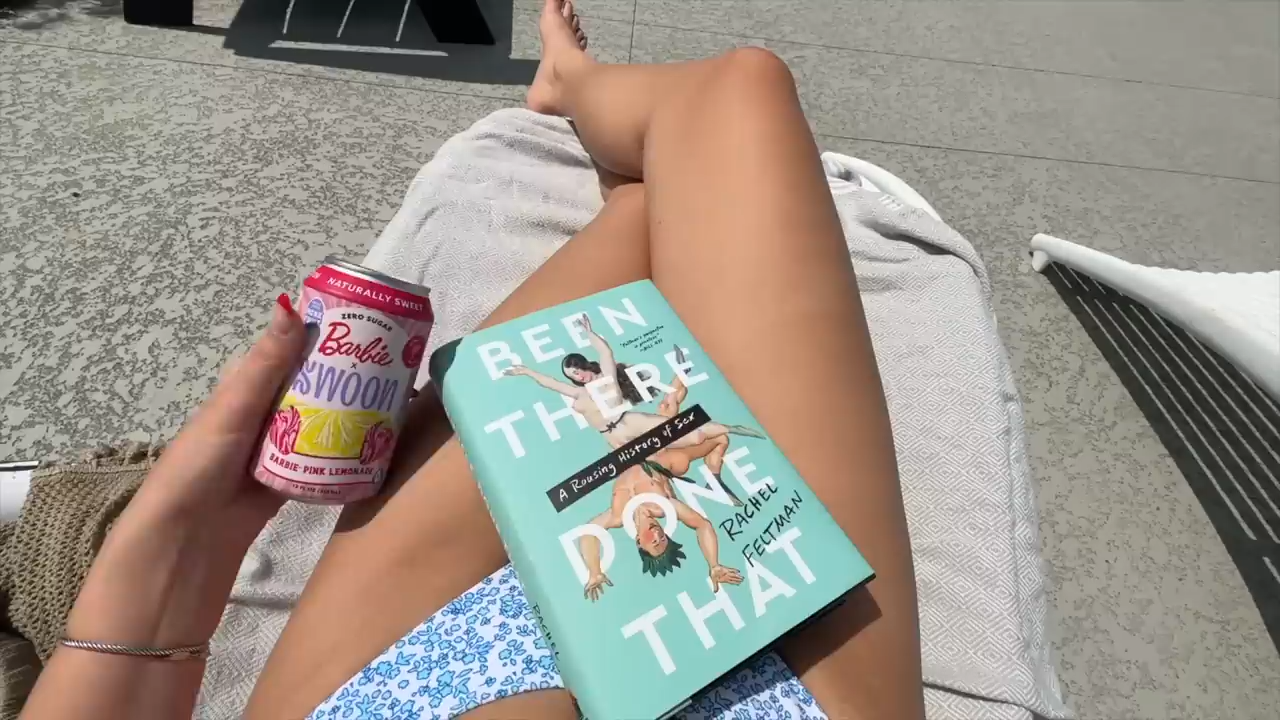 NATURALLY SWEET
ZERO SUGAR
Barbie
x
SWOON
BARBIE PINK LEMONADE
BEEN
THERE
A Rousing History of Sex
DONE
RACHEL
FELTMAN
THAT
RACHEL